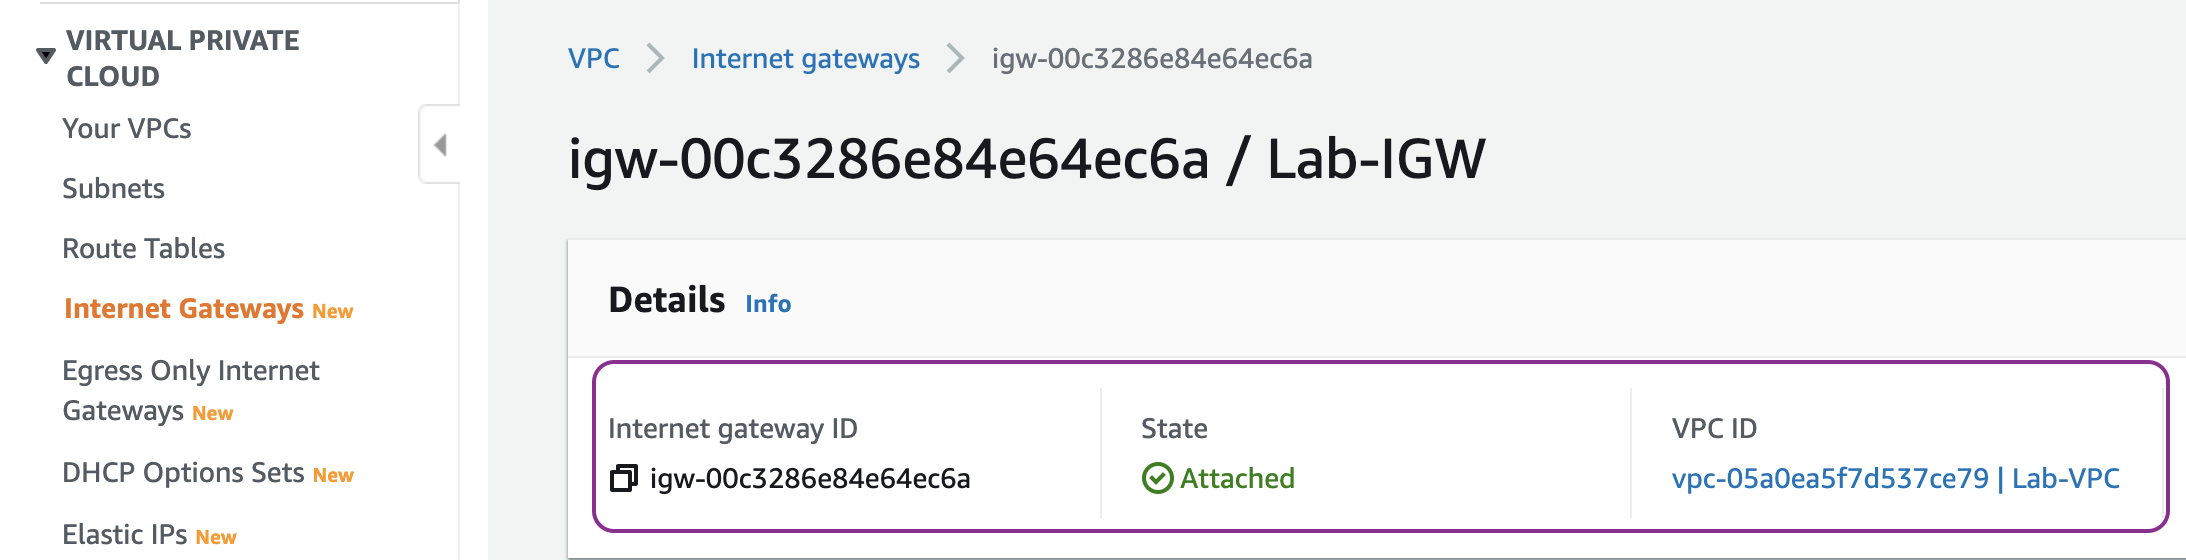 VIRTUAL PRIVATE
CLOUD
Your VPCs
Subnets
Route Tables
Internet Gateways New
Egress Only Internet
Gateways New
DHCP Options Sets New
Elastic IPs New
VPC > Internet gateways > igw-00c3286e84e64ec6a
igw-00c3286e84e64ec6a / Lab-IGW
Details Info
Internet gateway ID
igw-00c3286e84e64ec6a
State
Attached
VPC ID
vpc-05a0ea5f7d537ce79 | Lab-VPC